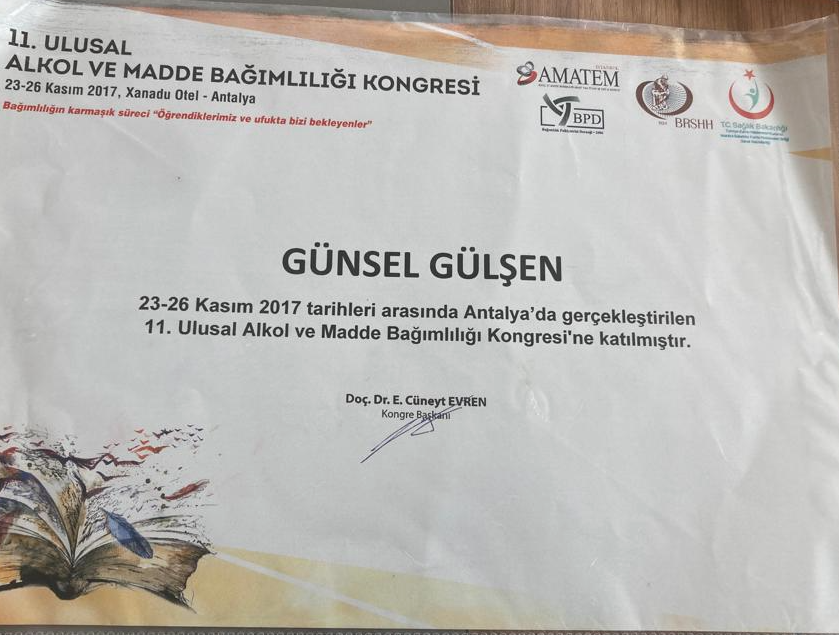 11. ULUSAL
ALKOL VE MADDE BAĞIMLILIĞI KONGRESİ
23-26 Kasım 2017, Xanadu Otel - Antalya
Bağımlılığın karmaşık süreci "Öğrendiklerimiz ve ufukta bizi bekleyenler"
AMATEM
BPD
BRSHH
T.C. Sağlık Bakanlığı
GÜNSEL GÜLŞEN
23-26 Kasım 2017 tarihleri arasında Antalya'da gerçekleştirilen
11. Ulusal Alkol ve Madde Bağımlılığı Kongresi'ne katılmıştır.
Doç. Dr. E. Cüneyt EVREN
Kongre Başkanı